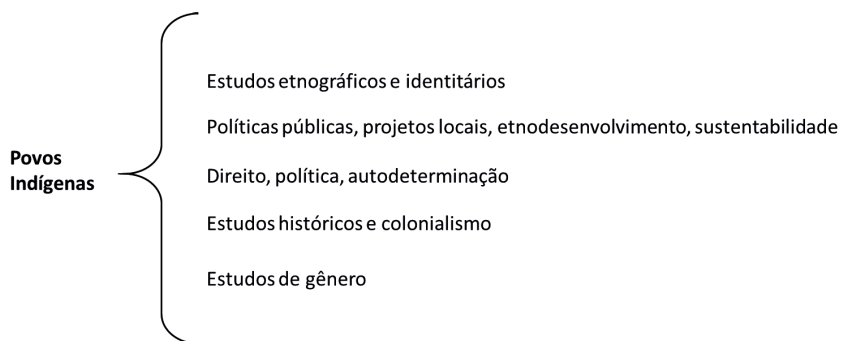 Povos
Indígenas
Estudos etnográficos e identitários
Políticas públicas, projetos locais, etnodesenvolvimento, sustentabilidade
Direito, política, autodeterminação
Estudos históricos e colonialismo
Estudos de gênero